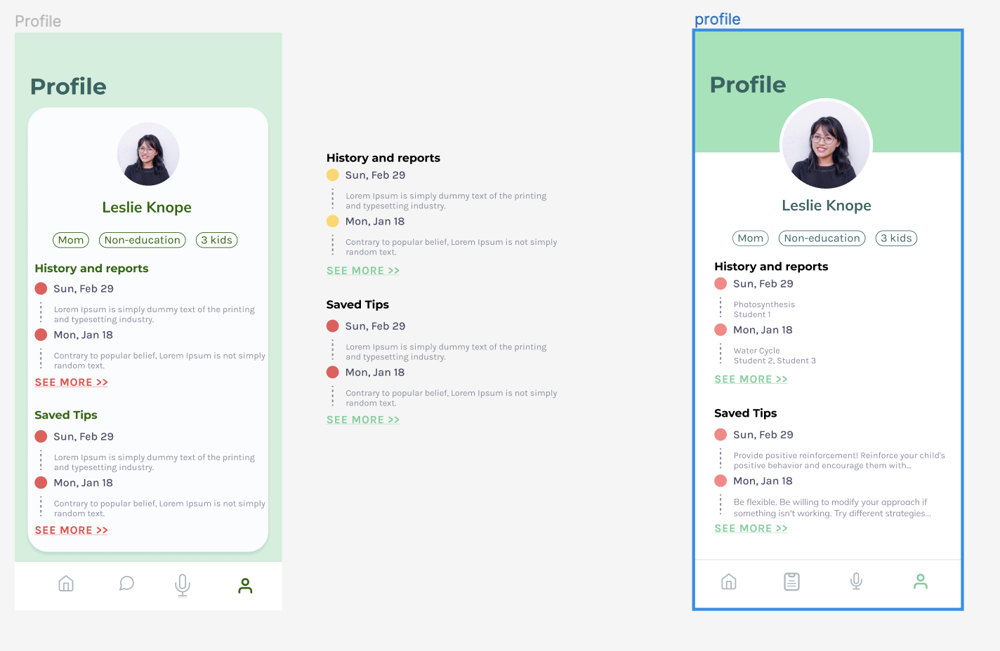 Profile
Profile
Leslie Knope
Mom
Non-education
3 kids
History and reports
Sun, Feb 29
Lorem Ipsum is simply dummy text of the printing
and typesetting industry.
Mon, Jan 18
Contrary to popular belief, Lorem Ipsum is not simply
random text.
SEE MORE >>
Saved Tips
Sun, Feb 29
Lorem Ipsum is simply dummy text of the printing
and typesetting industry.
Mon, Jan 18
Contrary to popular belief, Lorem Ipsum is not simply
random text.
SEE MORE >>
History and reports
Sun, Feb 29
Lorem Ipsum is simply dummy text of the printing
and typesetting industry.
Mon, Jan 18
Contrary to popular belief, Lorem Ipsum is not simply
random text.
SEE MORE >>
Saved Tips
Sun, Feb 29
Lorem Ipsum is simply dummy text of the printing
and typesetting industry.
Mon, Jan 18
Contrary to popular belief, Lorem Ipsum is not simply
random text.
SEE MORE >>
profile
Profile
Leslie Knope
Mom
Non-education
3 kids
History and reports
Sun, Feb 29
Photosynthesis
Student 1
Mon, Jan 18
Water Cycle
Student 2, Student 3
SEE MORE >>
Saved Tips
Sun, Feb 29
Provide positive reinforcement! Reinforce your child's
positive behavior and encourage them with...
Mon, Jan 18
Be flexible. Be willing to modify your approach if
something isn't working. Try different strategies...
SEE MORE >>